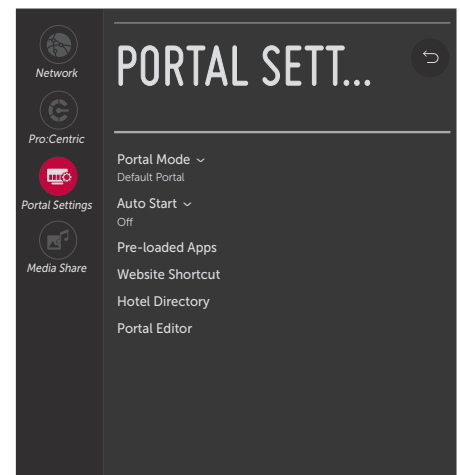 Network
Pro:Centric
Portal Settings
Media Share
PORTAL SETT...
Portal Mode
Default Portal
Auto Start
Off
Pre-loaded Apps
Website Shortcut
Hotel Directory
Portal Editor